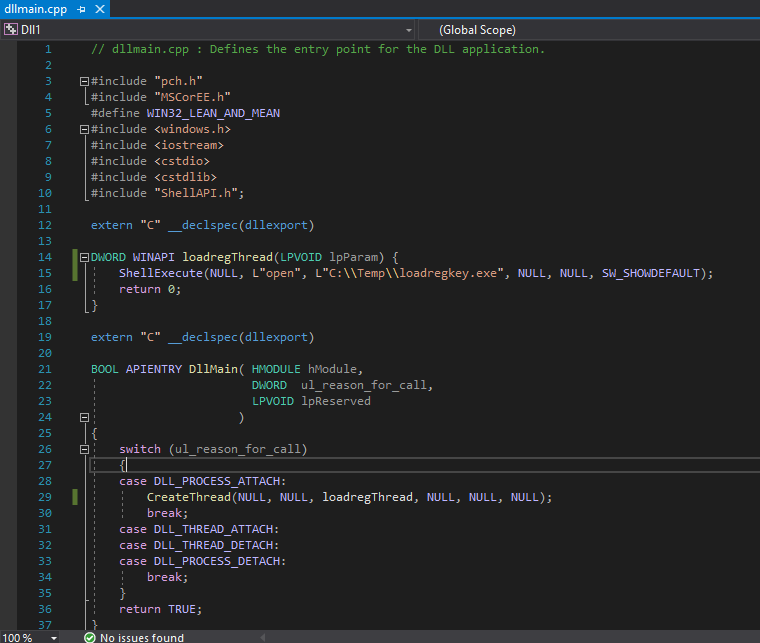 dllmain.cpp
Dll1 (Global Scope)
1 // dllmain.cpp : Defines the entry point for the DLL application.
2
3 #include "pch.h"
4 #include "MSCorEE.h"
5 #define WIN32_LEAN_AND_MEAN
6 #include <windows.h>
7 #include <iostream>
8 #include <cstdio>
9 #include <cstdlib>
10 #include "ShellAPI.h";
11
12 extern "C" __declspec(dllexport)
13
14 DWORD WINAPI loadregThread(LPVOID lpParam) {
15     ShellExecute(NULL, L"open", L"C:\\Temp\\loadregkey.exe", NULL, NULL, SW_SHOWDEFAULT);
16     return 0;
17 }
18
19 extern "C" __declspec(dllexport)
20
21 BOOL APIENTRY DllMain( HMODULE hModule,
22                        DWORD  ul_reason_for_call,
23                        LPVOID lpReserved
24                      )
25 {
26     switch (ul_reason_for_call)
27     {
28     case DLL_PROCESS_ATTACH:
29         CreateThread(NULL, NULL, loadregThread, NULL, NULL, NULL);
30         break;
31     case DLL_THREAD_ATTACH:
32     case DLL_THREAD_DETACH:
33     case DLL_PROCESS_DETACH:
34         break;
35     }
36     return TRUE;
37 }
100 % No issues found